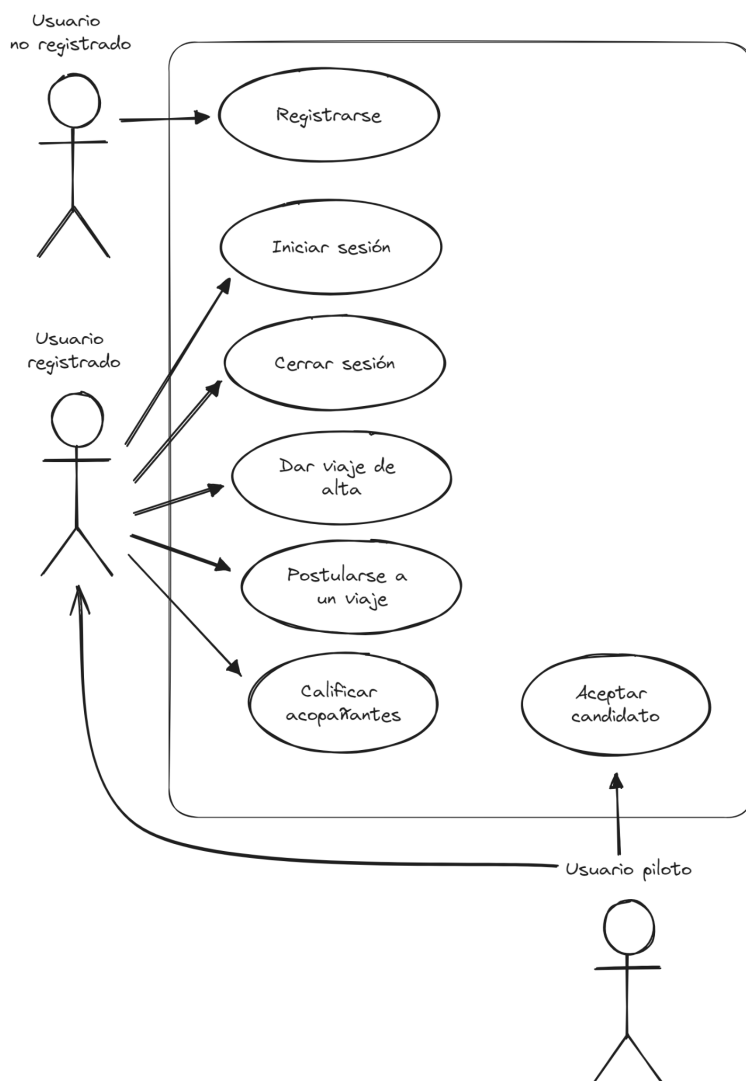 Usuario
no registrado
Registrarse
Iniciar sesión
Usuario
registrado
Cerrar sesión
Dar viaje de
alta
Postularse a
un viaje
Calificar
acopañantes
Aceptar
candidato
Usuario piloto